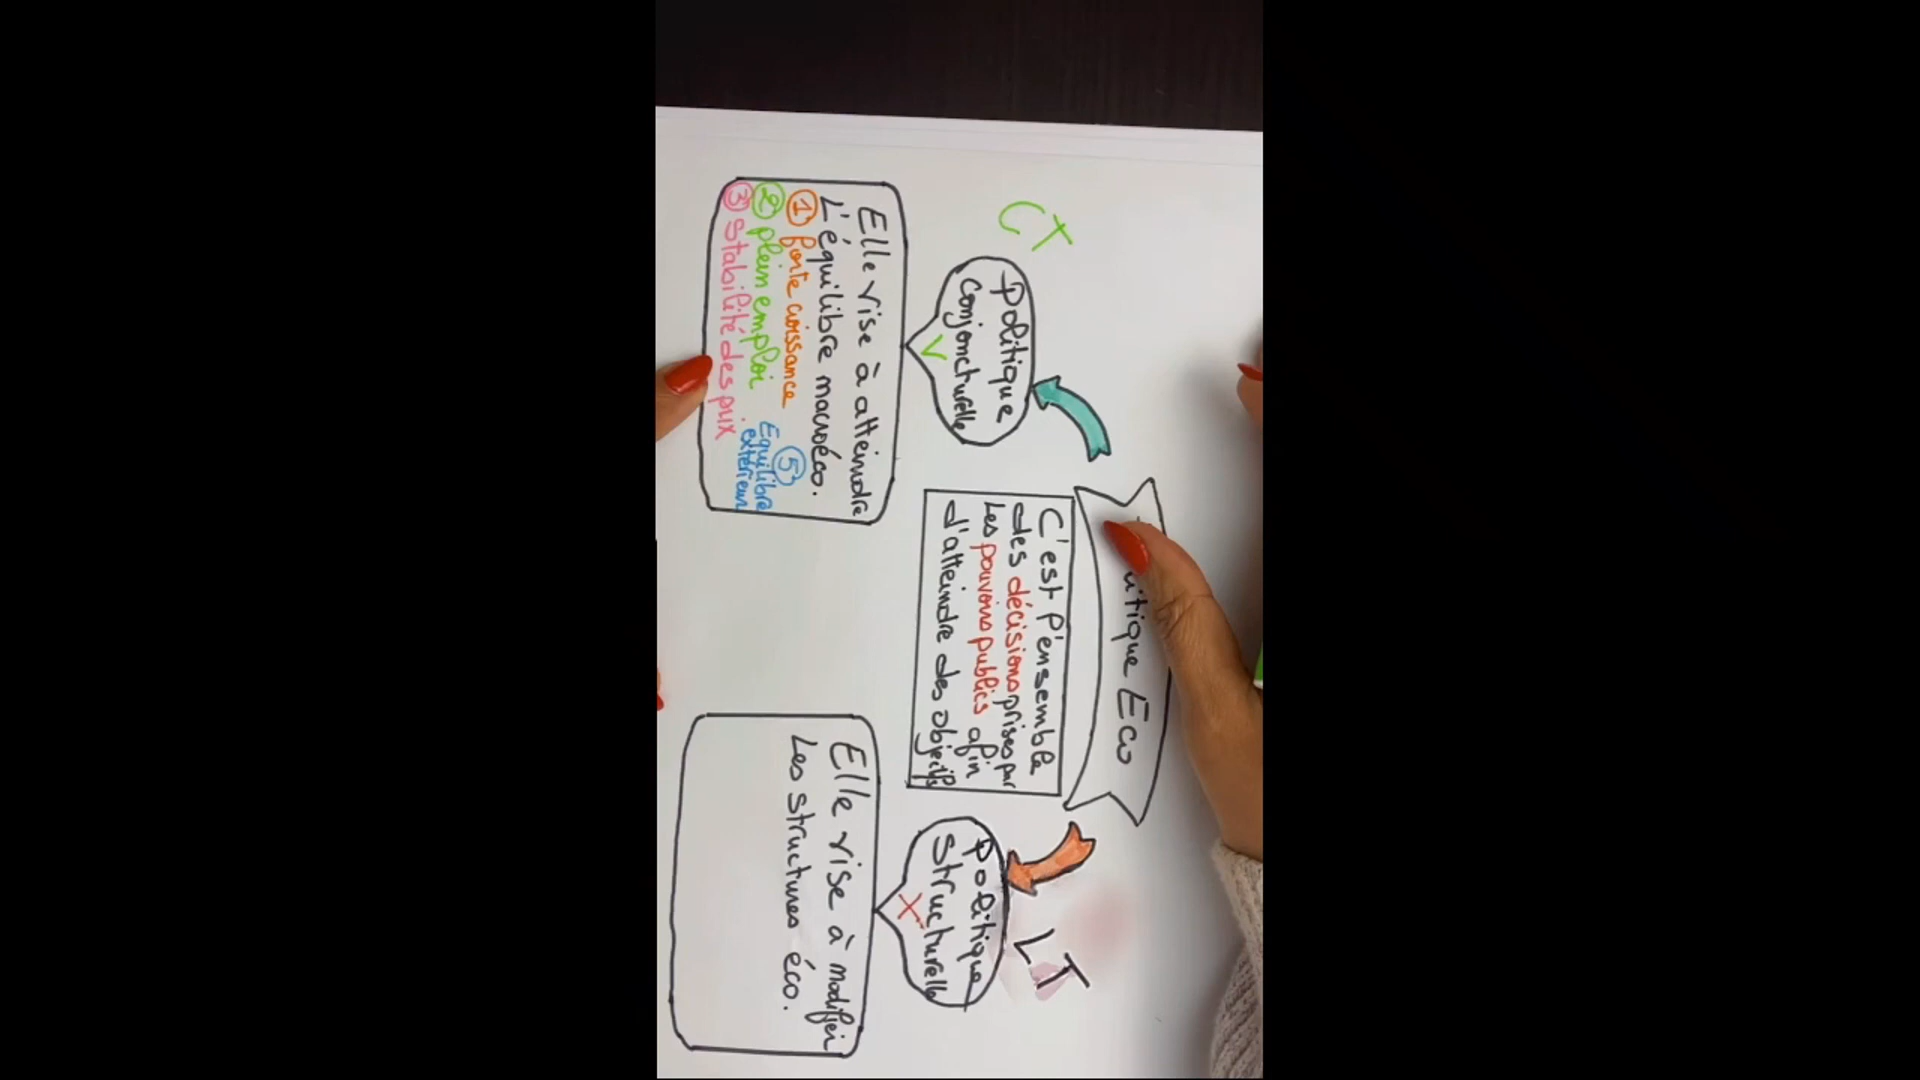 itique Eco
C'est l'ensemble
des décisions prises par
les pouvoirs publics afin
d'atteindre des objectifs
CT
Politique
conjoncturelle
V
Elle vise à atteindre
L'équilibre macroéco.
① forte croissance
② plein emploi
③ stabilité des prix
⑤
Equilibre
extérieur
LT
Politique
Structurelle
X
Elle vise à modifier
Les structures éco.